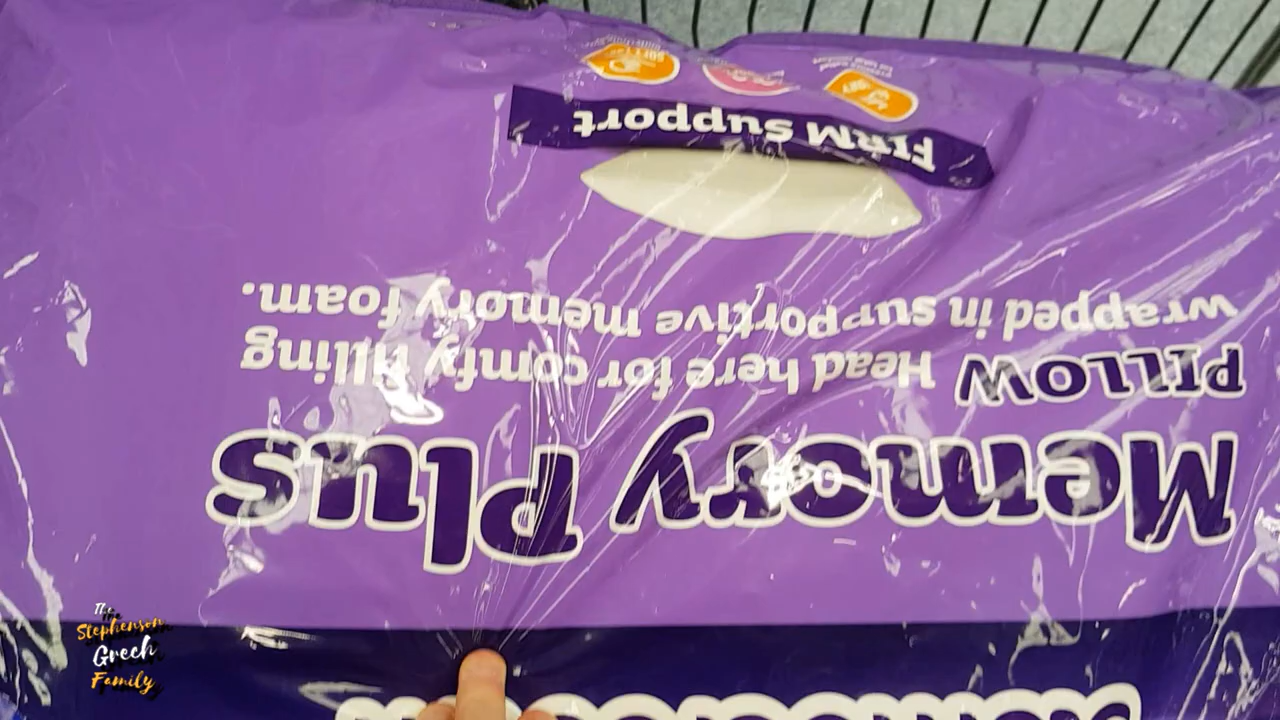 Memory Plus
PILLOW Head here for comfy filling
wrapped in supportive memory foam.
FIRM Support
The
Stephenson
Grech
Family